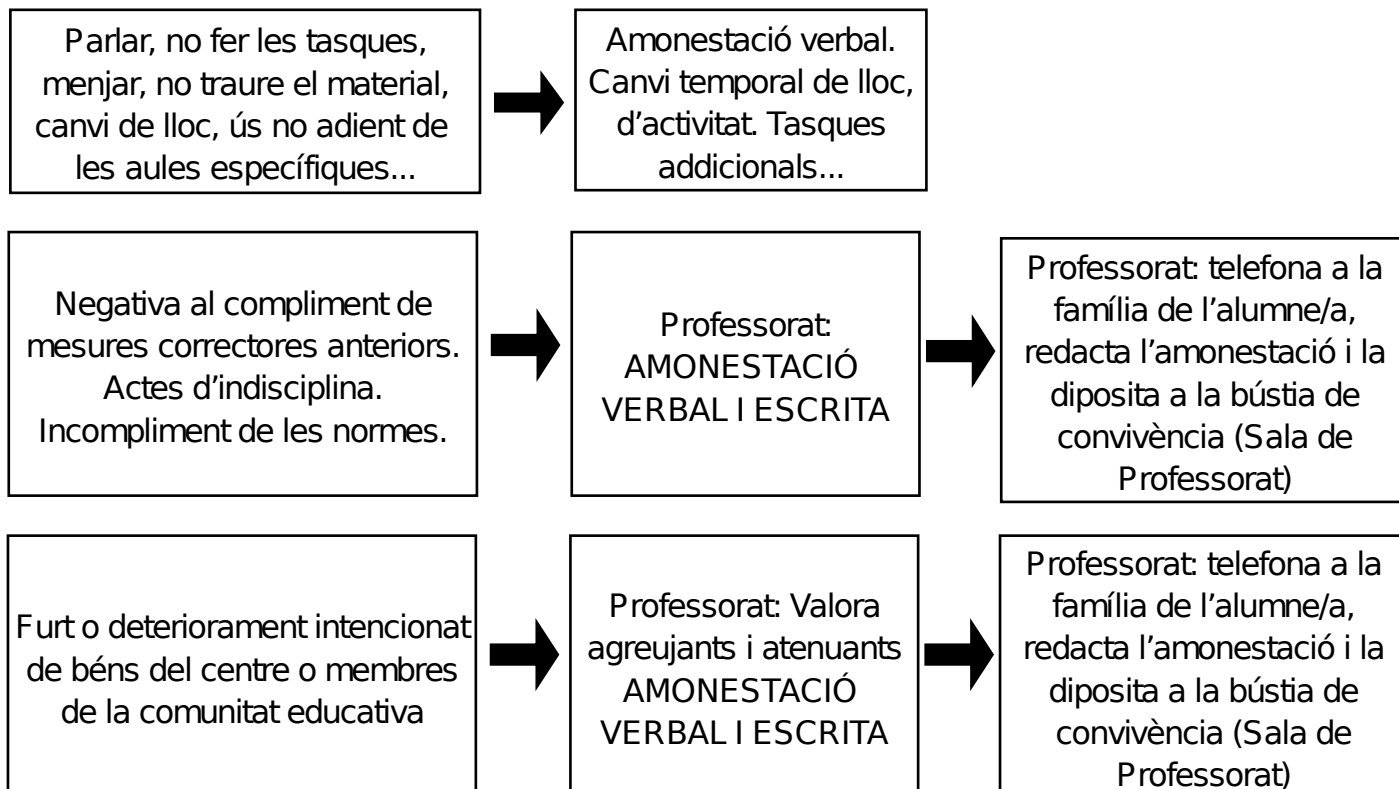 Parlar, no fer les tasques,
menjar, no traure el material,
canvi de lloc, ús no adient de
les aules específiques...
Amonestació verbal.
Canvi temporal de lloc,
d’activitat. Tasques
addicionals...
Negativa al compliment de
mesures correctores anteriors.
Actes d’indisciplina.
Incompliment de les normes.
Professorat:
AMONESTACIÓ
VERBAL I ESCRITA
Professorat: telefona a la
família de l’alumne/a,
redacta l’amonestació i la
diposita a la bústia de
convivència (Sala de
Professorat)
Furt o deteriorament intencionat
de béns del centre o membres
de la comunitat educativa
Professorat: Valora
agreujants i atenuants
AMONESTACIÓ
VERBAL I ESCRITA
Professorat: telefona a la
família de l’alumne/a,
redacta l’amonestació i la
diposita a la bústia de
convivència (Sala de
Professorat)